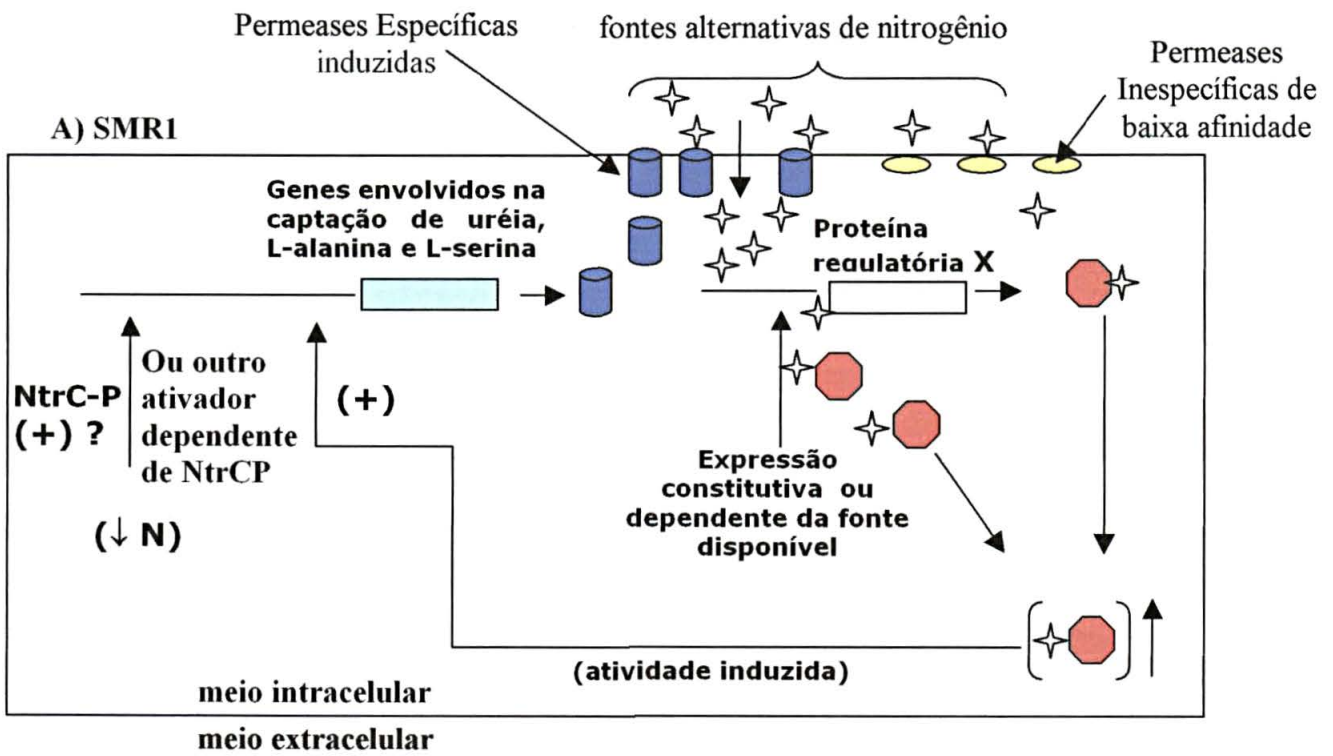 Permeases Específicas
induzidas
fontes alternativas de nitrogênio
Permeases
Inespecíficas de
baixa afinidade
A) SMR1
Genes envolvidos na
captação de uréia,
L-alanina e L-serina
Proteína
regulatória X
NtrC-P
(+) ?
Ou outro
ativador
dependente
de NtrCP
(+)
(↓ N)
Expressão
constitutiva ou
dependente da fonte
disponível
(atividade induzida)
meio intracelular
meio extracelular